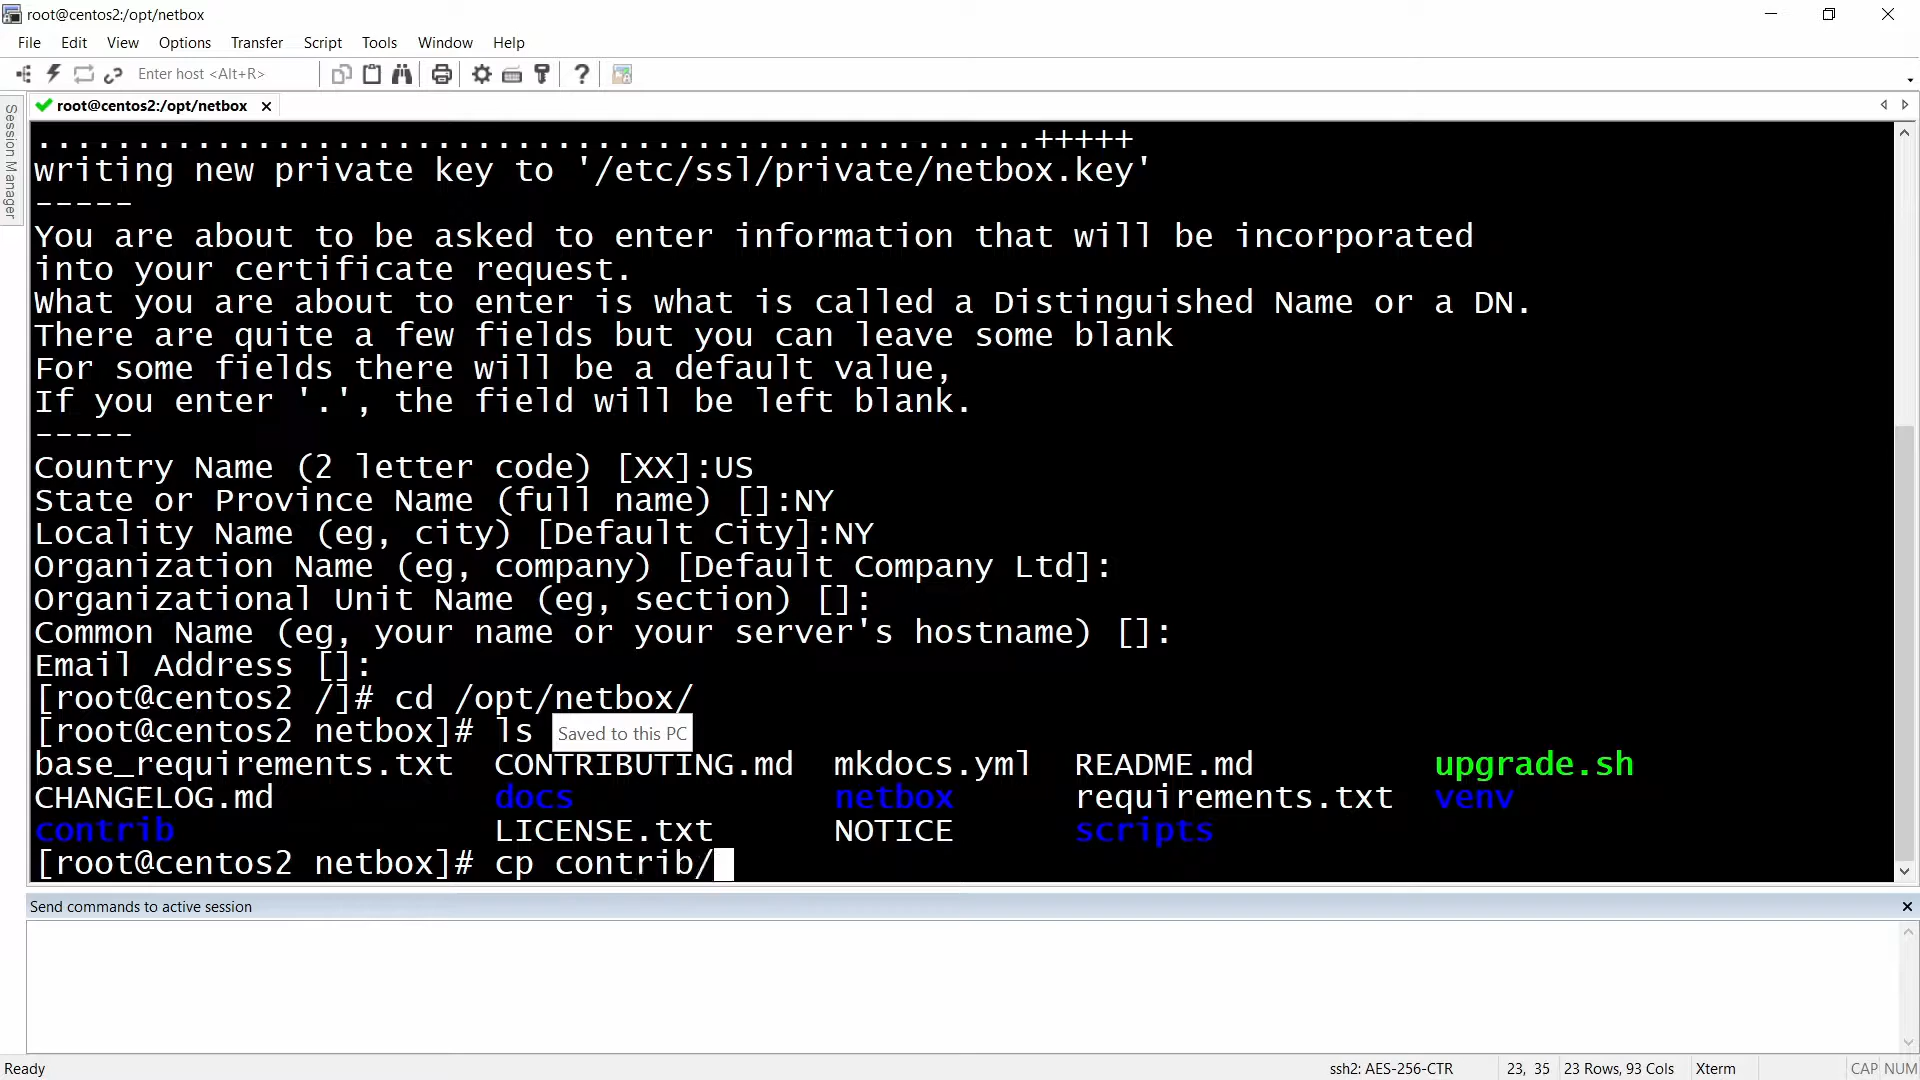 root@centos2:/opt/netbox
File Edit View Options Transfer Script Tools Window Help
Enter host <Alt+R>
root@centos2:/opt/netbox
Session Manager
..................................................+++++
writing new private key to '/etc/ssl/private/netbox.key'
-----
You are about to be asked to enter information that will be incorporated
into your certificate request.
What you are about to enter is what is called a Distinguished Name or a DN.
There are quite a few fields but you can leave some blank
For some fields there will be a default value,
If you enter '.', the field will be left blank.
-----
Country Name (2 letter code) [XX]:US
State or Province Name (full name) []:NY
Locality Name (eg, city) [Default City]:NY
Organization Name (eg, company) [Default Company Ltd]:
Organizational Unit Name (eg, section) []:
Common Name (eg, your name or your server's hostname) []:
Email Address []:
[root@centos2 /]# cd /opt/netbox/
[root@centos2 netbox]# ls
Saved to this PC
base_requirements.txt CONTRIBUTING.md mkdocs.yml README.md upgrade.sh
CHANGELOG.md docs netbox requirements.txt venv
contrib LICENSE.txt NOTICE scripts
[root@centos2 netbox]# cp contrib/
Send commands to active session
Ready ssh2: AES-256-CTR 23, 35 23 Rows, 93 Cols Xterm CAP NUM